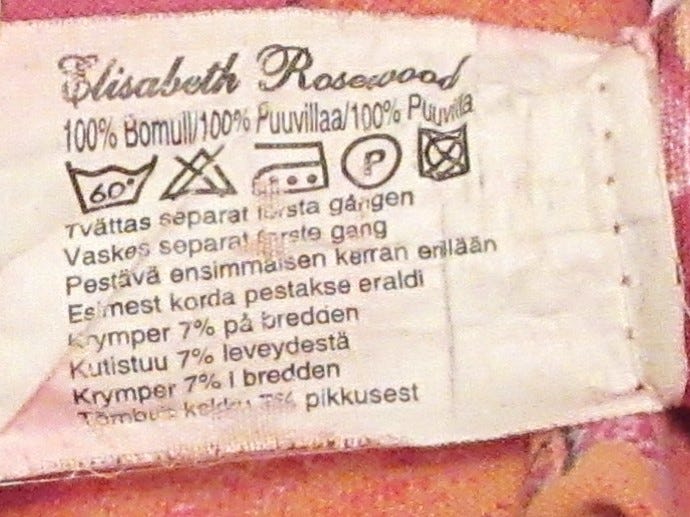 Elisabeth Rosewood
100% Bomull/100% Puuvillaa/100% Puuvilla
60° P
Tvättas separat första gången
Vaskes separat første gang
Pestävä ensimmäisen kerran erillään
Esimest korda pestakse eraldi
Krymper 7% på bredden
Kutistuu 7% leveydestä
Krymper 7% i bredden
7% pikkusest